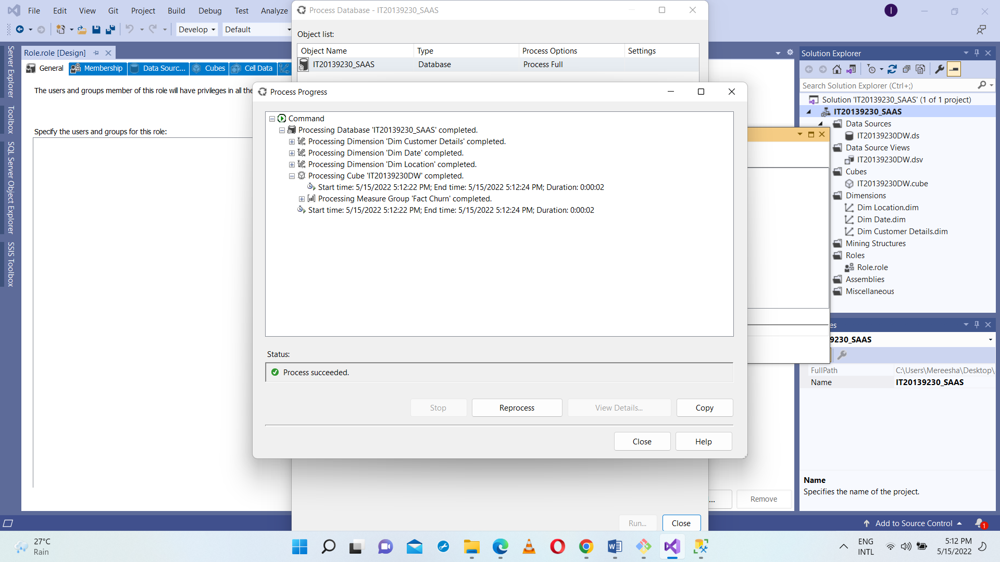 File Edit View Git Project Build Debug Test Analyze
Process Database - IT20139230_SAAS
I
Develop Default
Object list:
Object Name Type Process Options Settings
IT20139230_SAAS Database Process Full
Role.role [Design]
General Membership Data Sourc... Cubes Cell Data
The users and groups member of this role will have privileges in all the
Specify the users and groups for this role:
Server Explorer
Toolbox
SQL Server Object Explorer
SSIS Toolbox
Process Progress
Command
Processing Database 'IT20139230_SAAS' completed.
Processing Dimension 'Dim Customer Details' completed.
Processing Dimension 'Dim Date' completed.
Processing Dimension 'Dim Location' completed.
Processing Cube 'IT20139230DW' completed.
Start time: 5/15/2022 5:12:22 PM; End time: 5/15/2022 5:12:24 PM; Duration: 0:00:02
Processing Measure Group 'Fact Churn' completed.
Start time: 5/15/2022 5:12:22 PM; End time: 5/15/2022 5:12:24 PM; Duration: 0:00:02
Status:
Process succeeded.
Stop Reprocess View Details... Copy
Close Help
... Remove
Run... Close
Solution Explorer
Search Solution Explorer (Ctrl+;)
Solution 'IT20139230_SAAS' (1 of 1 project)
IT20139230_SAAS
Data Sources
IT20139230DW.ds
Data Source Views
IT20139230DW.dsv
Cubes
IT20139230DW.cube
Dimensions
Dim Location.dim
Dim Date.dim
Dim Customer Details.dim
Mining Structures
Roles
Role.role
Assemblies
Miscellaneous
es
9230_SAAS
FullPath C:\Users\Mereesha\Desktop\
Name IT20139230_SAAS
Name
Specifies the name of the project.
Add to Source Control 1
27°C
Rain
ENG
INTL
5:12 PM
5/15/2022